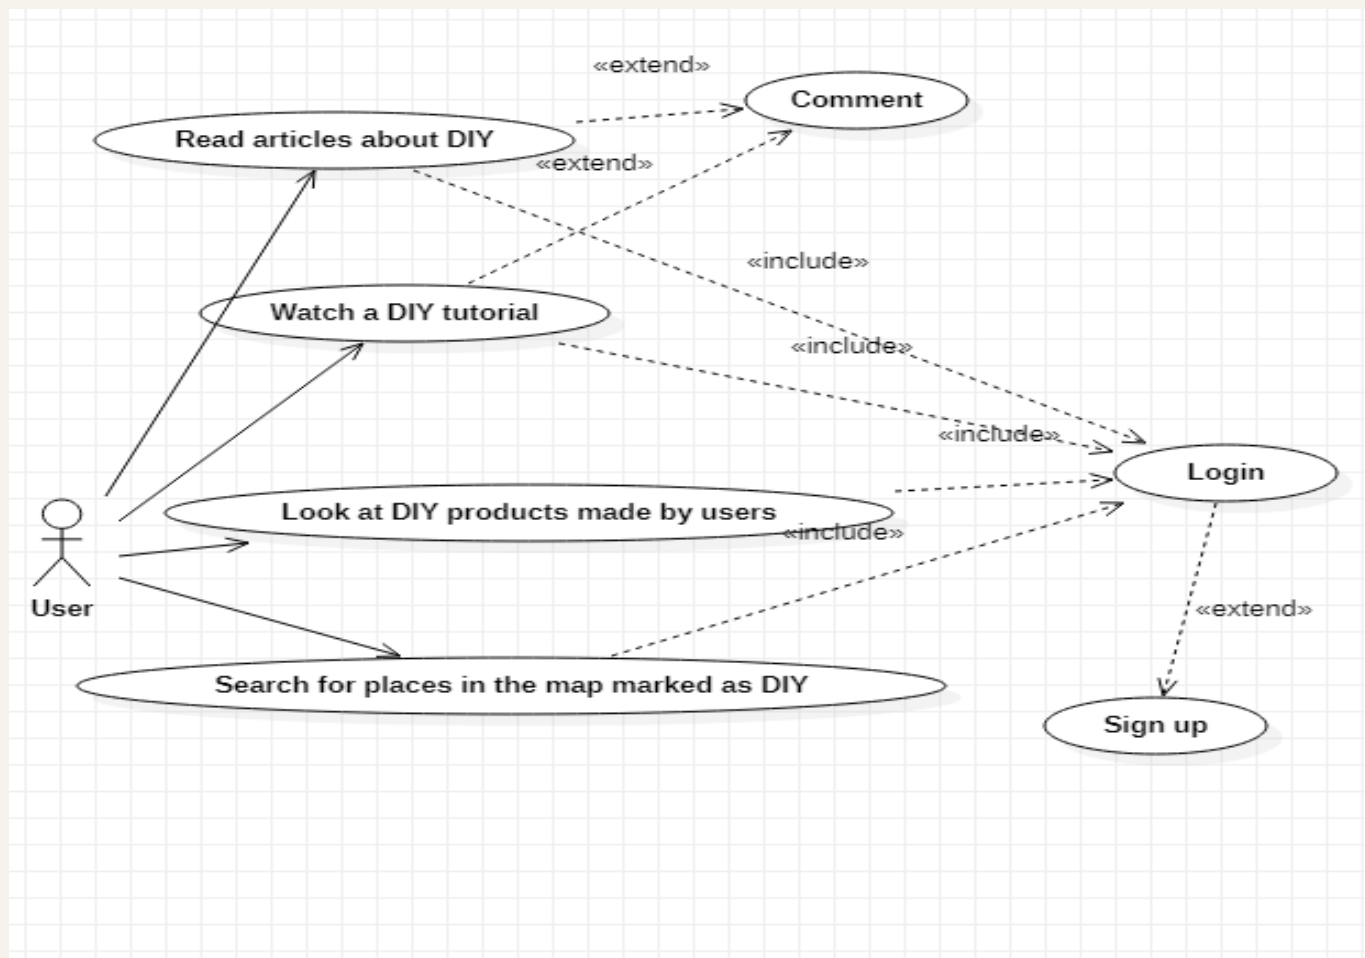 «extend»
Comment
Read articles about DIY
«extend»
«include»
Watch a DIY tutorial
«include»
«include»
Login
Look at DIY products made by users
«include»
User
«extend»
Search for places in the map marked as DIY
Sign up